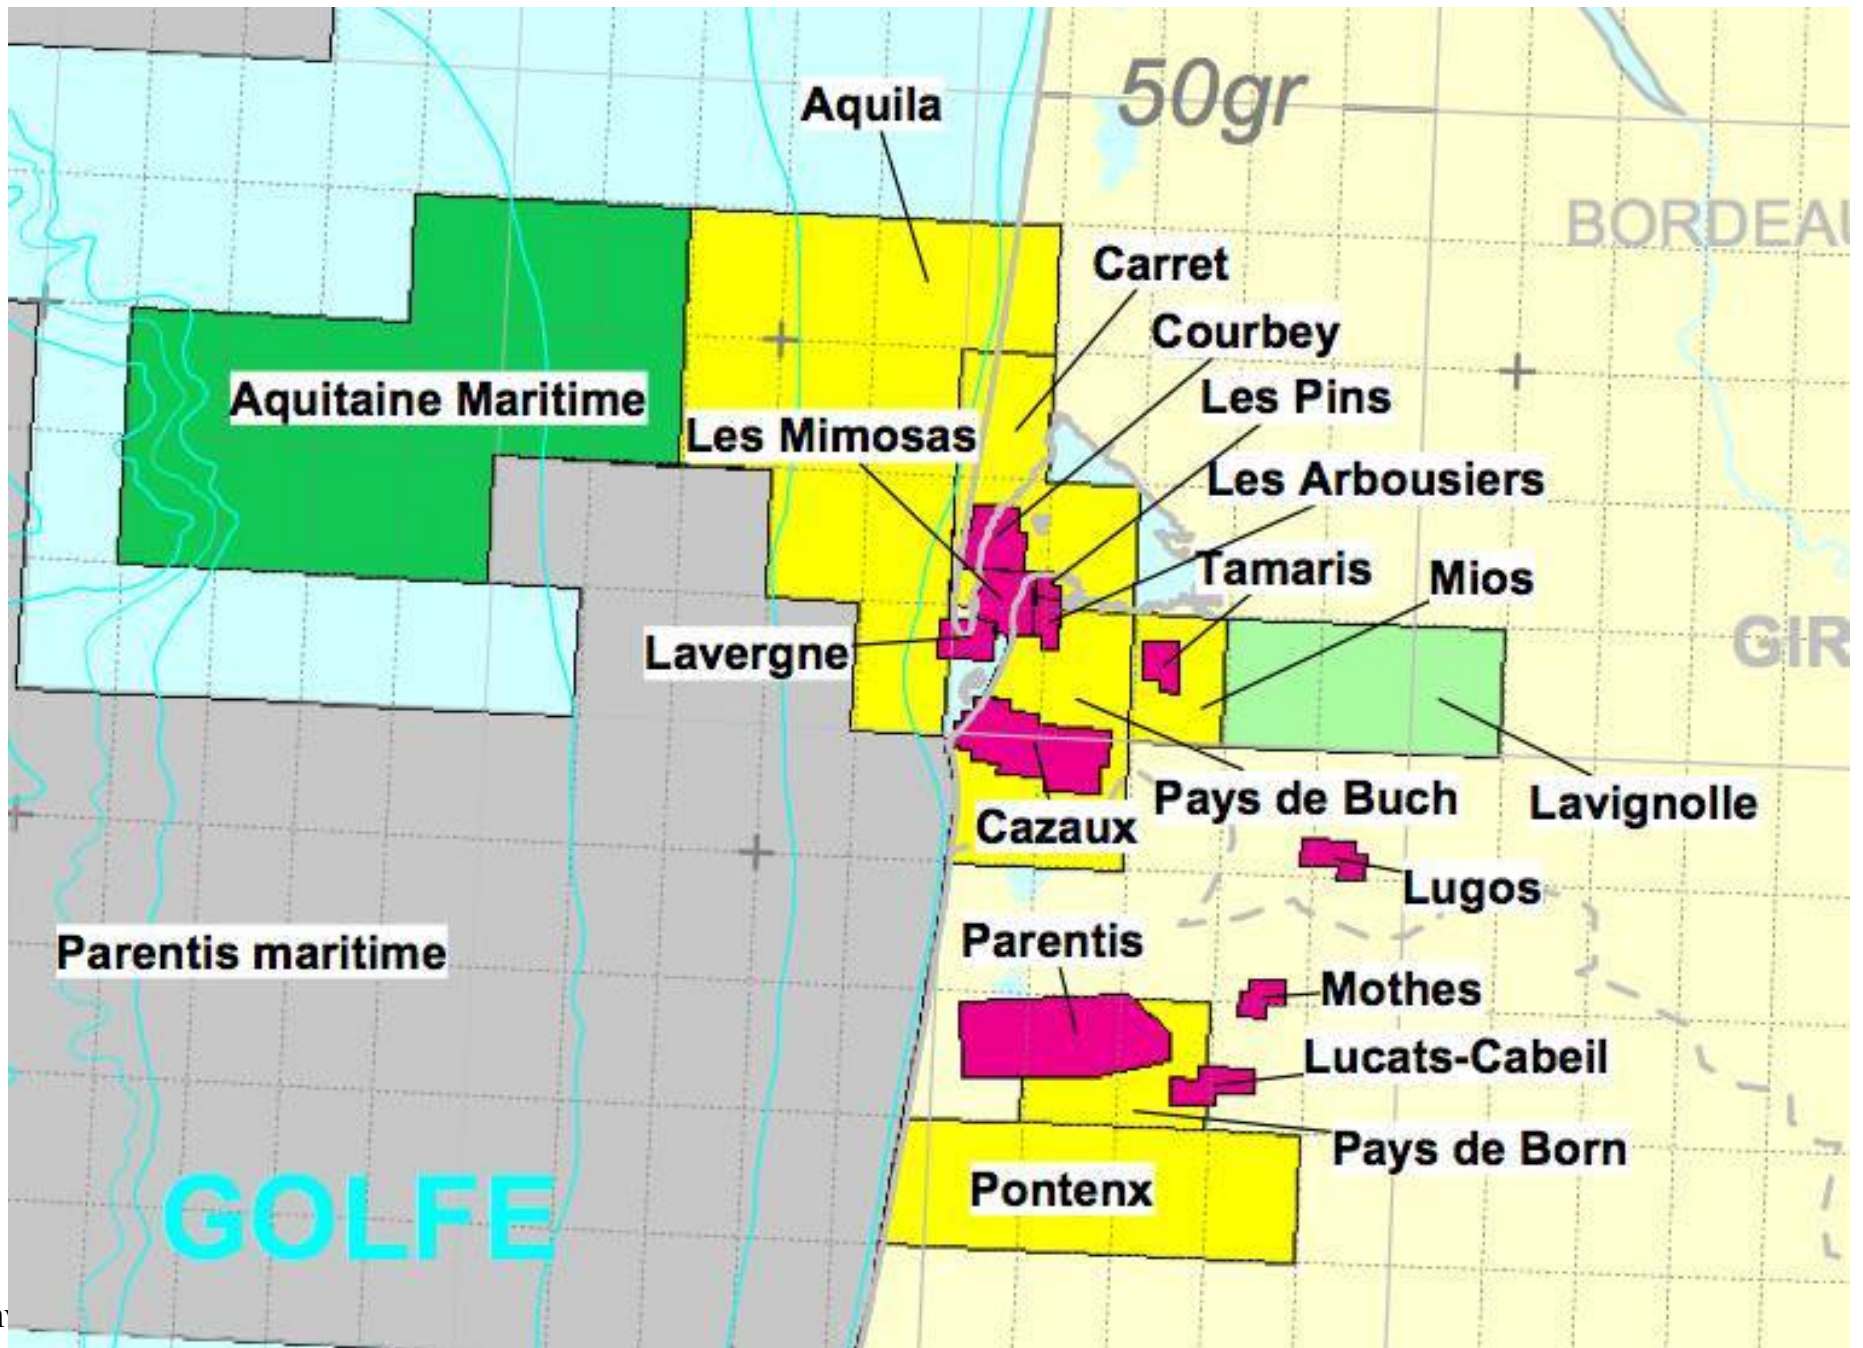 Aquila
50gr
BORDEAU
Carret
Courbey
Aquitaine Maritime
Les Pins
Les Mimosas
Les Arbousiers
Tamaris
Mios
GIR
Lavergne
Pays de Buch
Lavignolle
Cazaux
Lugos
Parentis
Parentis maritime
Mothes
Lucats-Cabeil
Pays de Born
Pontenx
GOLFE